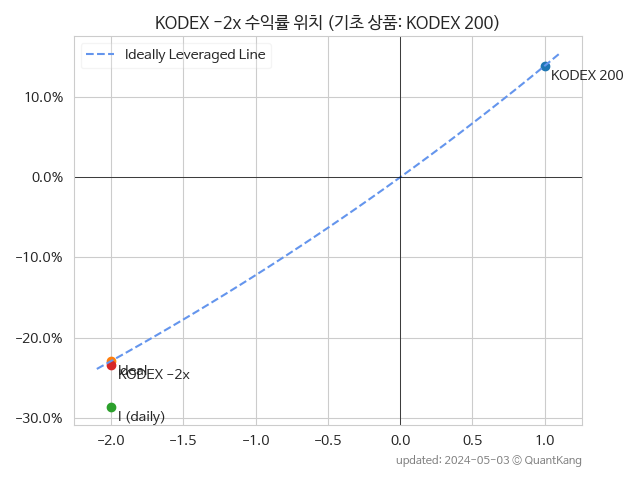 KODEX -2x 수익률 위치 (기초 상품: KODEX 200)
Ideally Leveraged Line
KODEX 200
10.0%
0.0%
-10.0%
-20.0%
-30.0%
Ideal
KODEX -2x
I (daily)
-2.0 -1.5 -1.0 -0.5 0.0 0.5 1.0
updated: 2024-05-03 © QuantKang